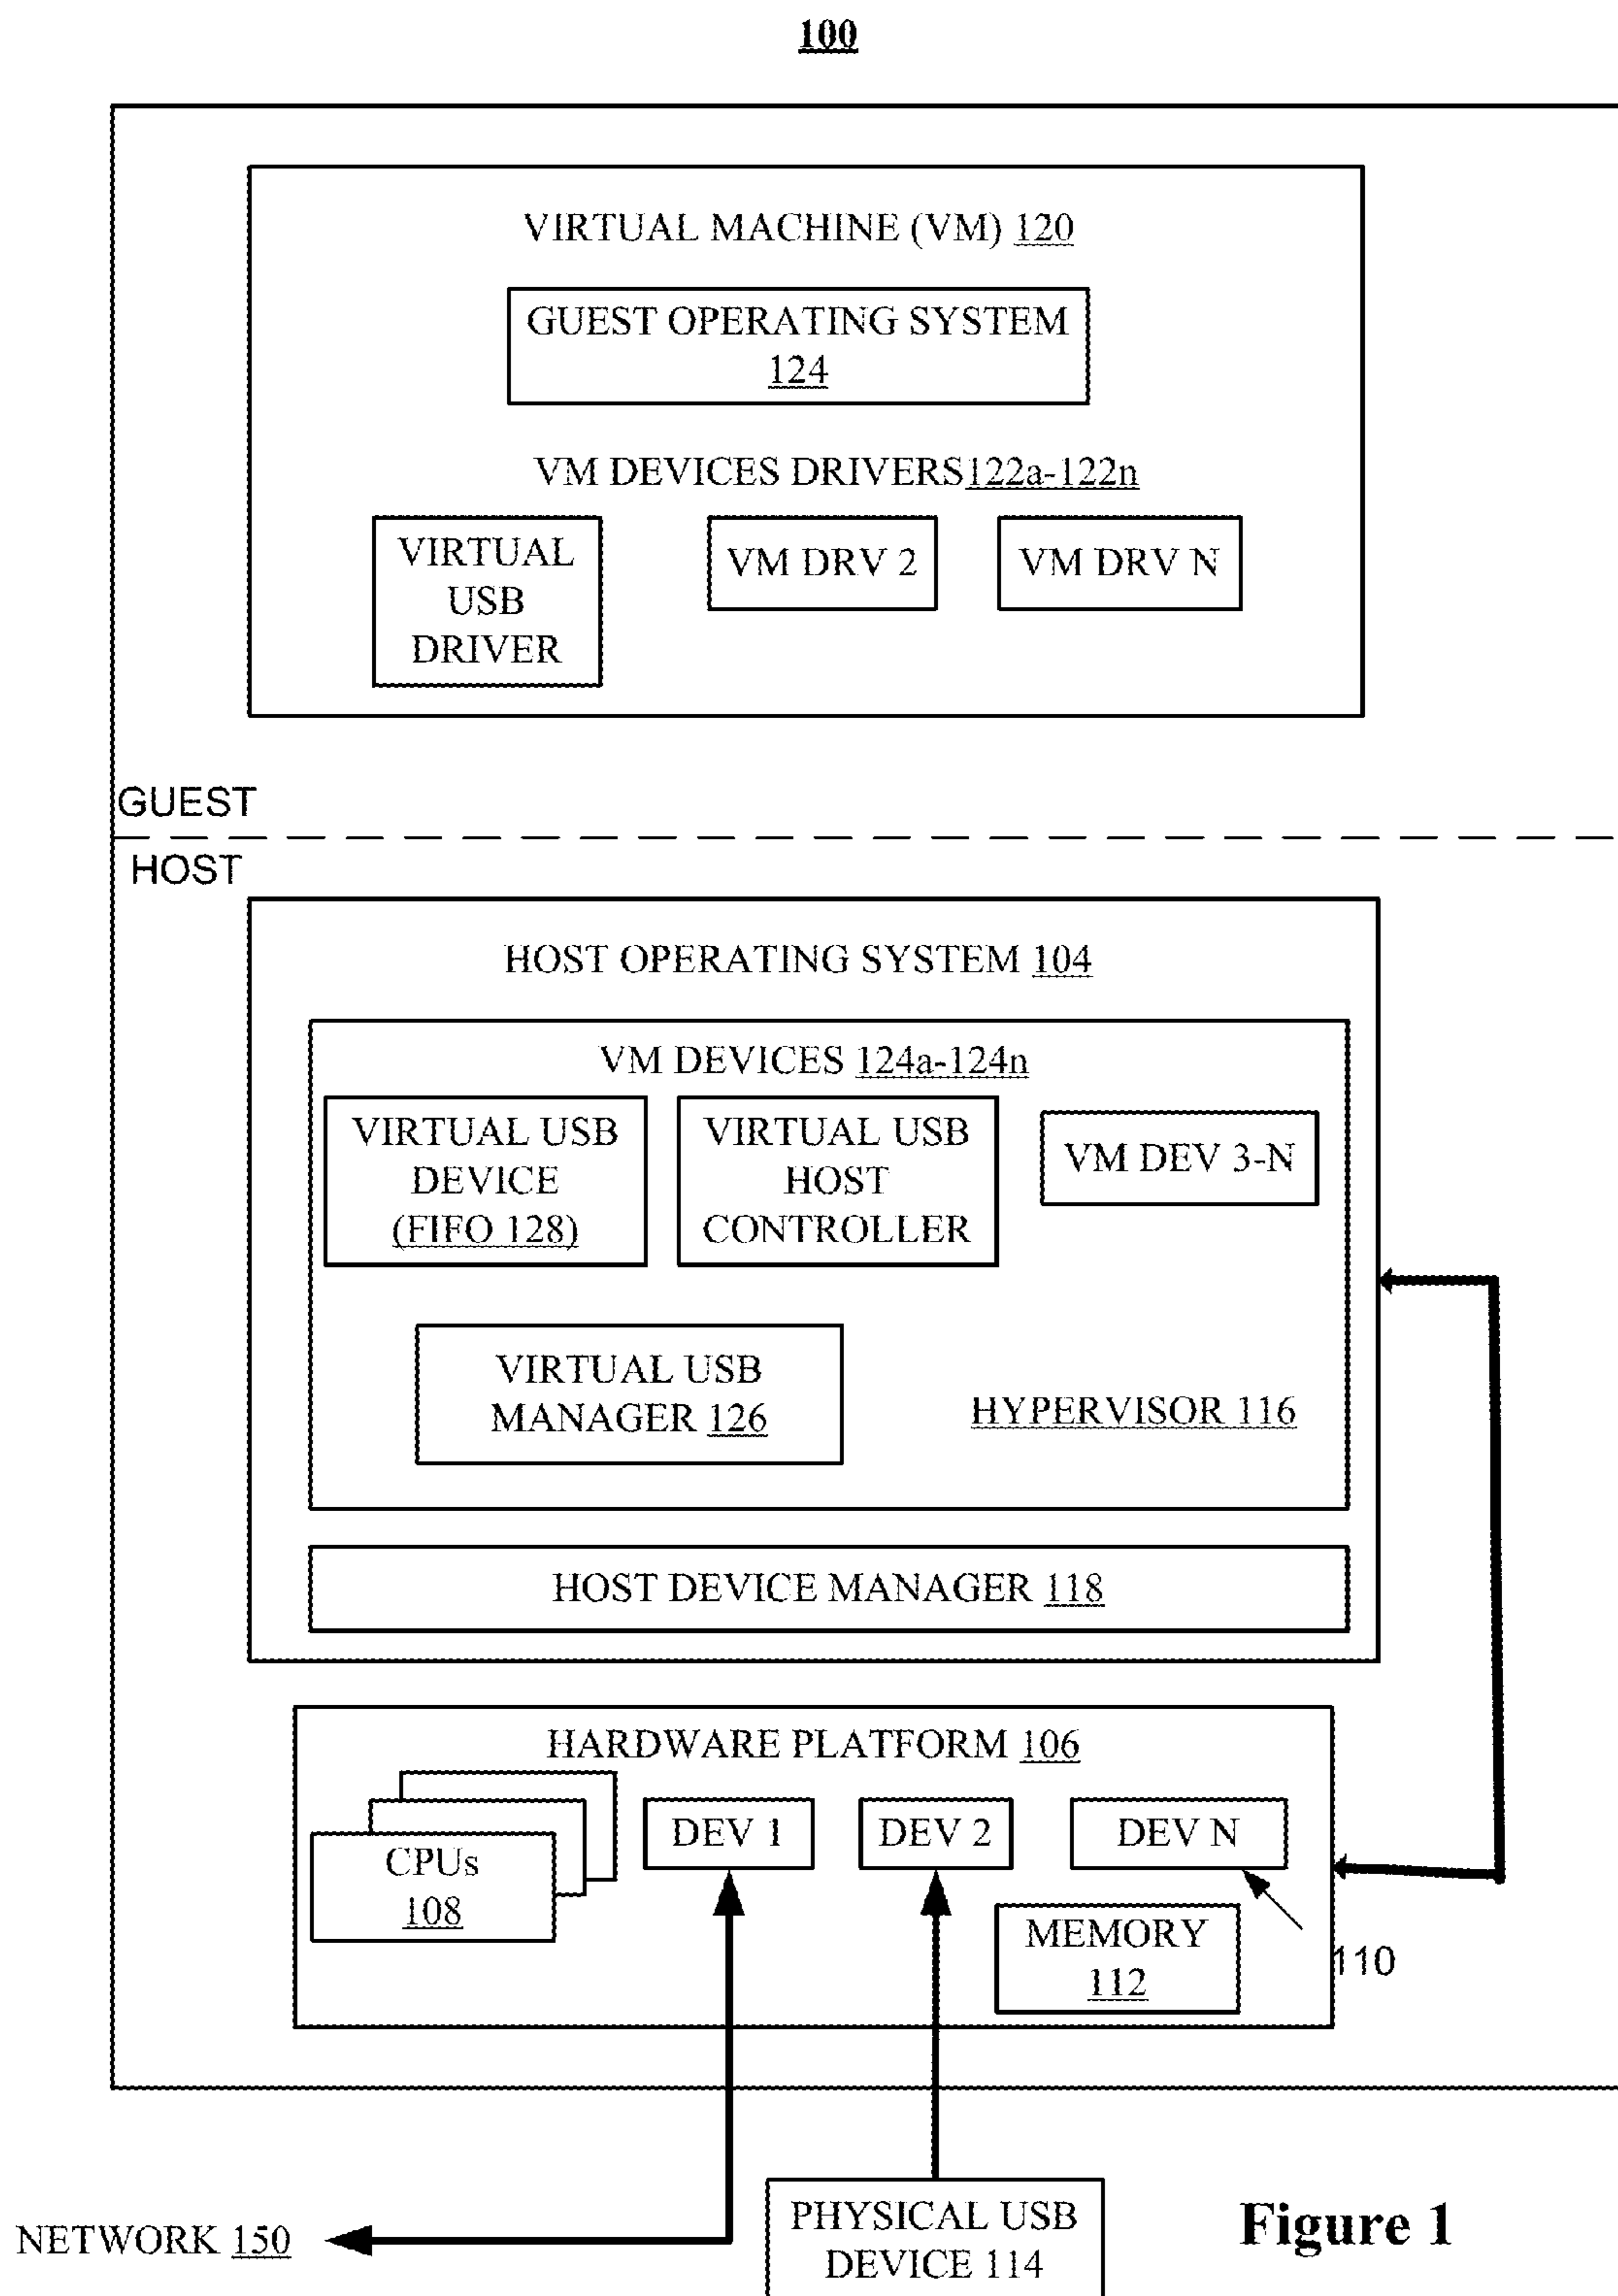 100
VIRTUAL MACHINE (VM) 120
GUEST OPERATING SYSTEM
124
VM DEVICES DRIVERS122a-122n
VIRTUAL
USB
DRIVER
VM DRV 2
VM DRV N
GUEST
HOST
HOST OPERATING SYSTEM 104
VM DEVICES 124a-124n
VIRTUAL USB
DEVICE
(FIFO 128)
VIRTUAL USB
HOST
CONTROLLER
VM DEV 3-N
VIRTUAL USB
MANAGER 126
HYPERVISOR 116
HOST DEVICE MANAGER 118
HARDWARE PLATFORM 106
CPUs
108
DEV 1
DEV 2
DEV N
MEMORY
112
110
NETWORK 150
PHYSICAL USB
DEVICE 114
Figure 1